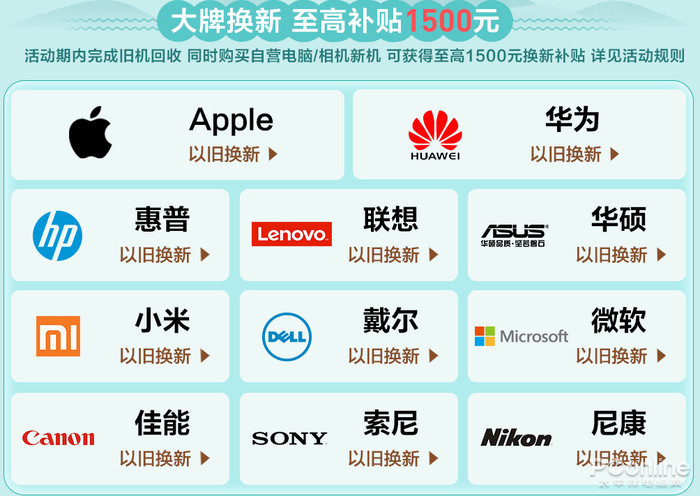 大牌换新 至高补贴1500元
活动期内完成旧机回收 同时购买自营电脑/相机新机 可获得至高1500元换新补贴 详见活动规则
Apple
以旧换新
HUAWEI
华为
以旧换新
hp
惠普
以旧换新
Lenovo
联想
以旧换新
ASUS
华硕品质·坚若磐石
华硕
以旧换新
mi
小米
以旧换新
DELL
戴尔
以旧换新
Microsoft
微软
以旧换新
Canon
佳能
以旧换新
SONY
索尼
以旧换新
Nikon
尼康
以旧换新
PConline
太平洋电脑网